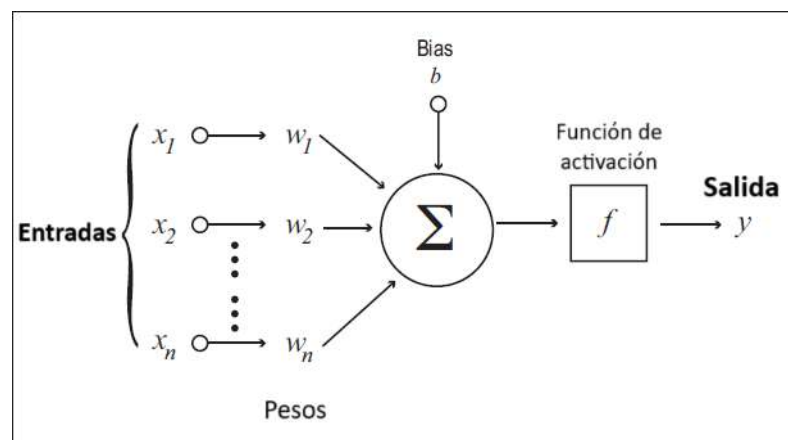 Bias
b
Función de
activación
Entradas
x1
w1
x2
w2
xn
wn
Σ
f
Salida
y
Pesos